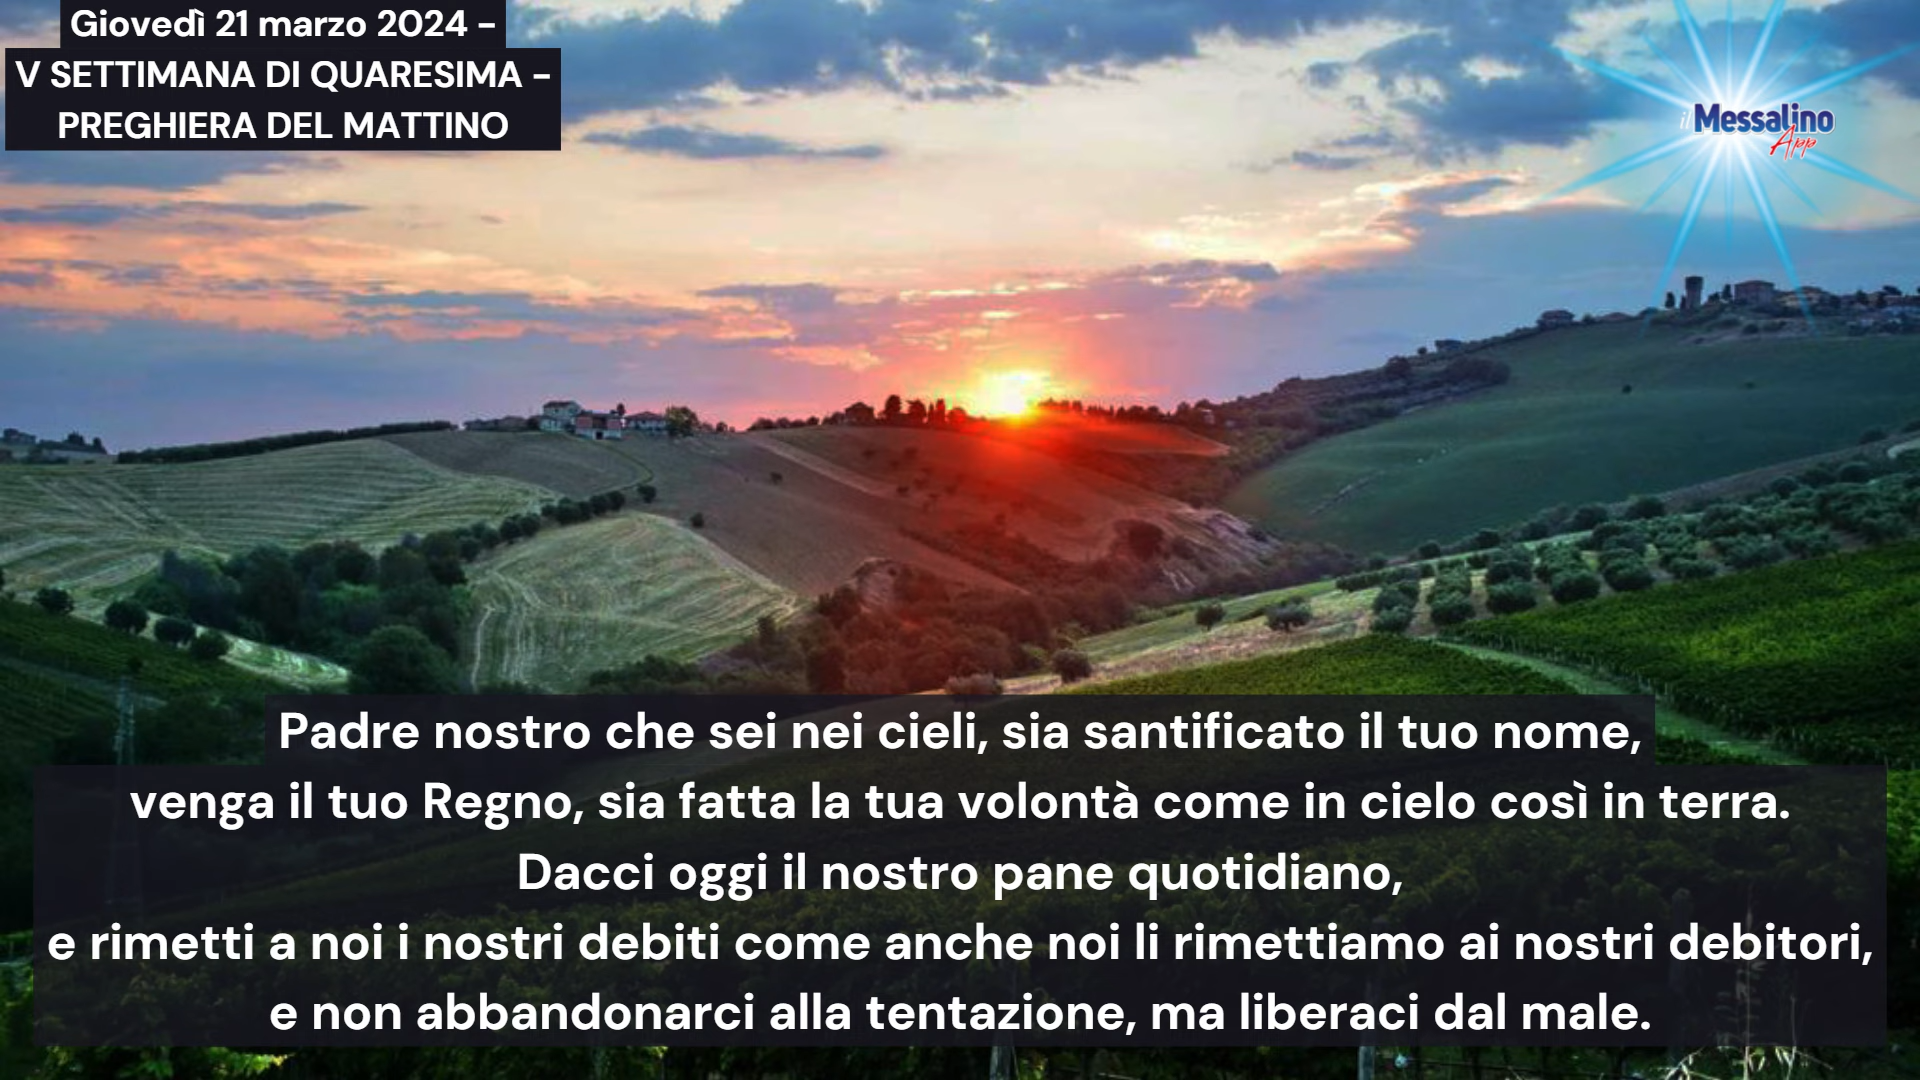 Giovedì 21 marzo 2024 -
V SETTIMANA DI QUARESIMA -
PREGHIERA DEL MATTINO
il Messalino
App
Padre nostro che sei nei cieli, sia santificato il tuo nome,
venga il tuo Regno, sia fatta la tua volontà come in cielo così in terra.
Dacci oggi il nostro pane quotidiano,
e rimetti a noi i nostri debiti come anche noi li rimettiamo ai nostri debitori,
e non abbandonarci alla tentazione, ma liberaci dal male.